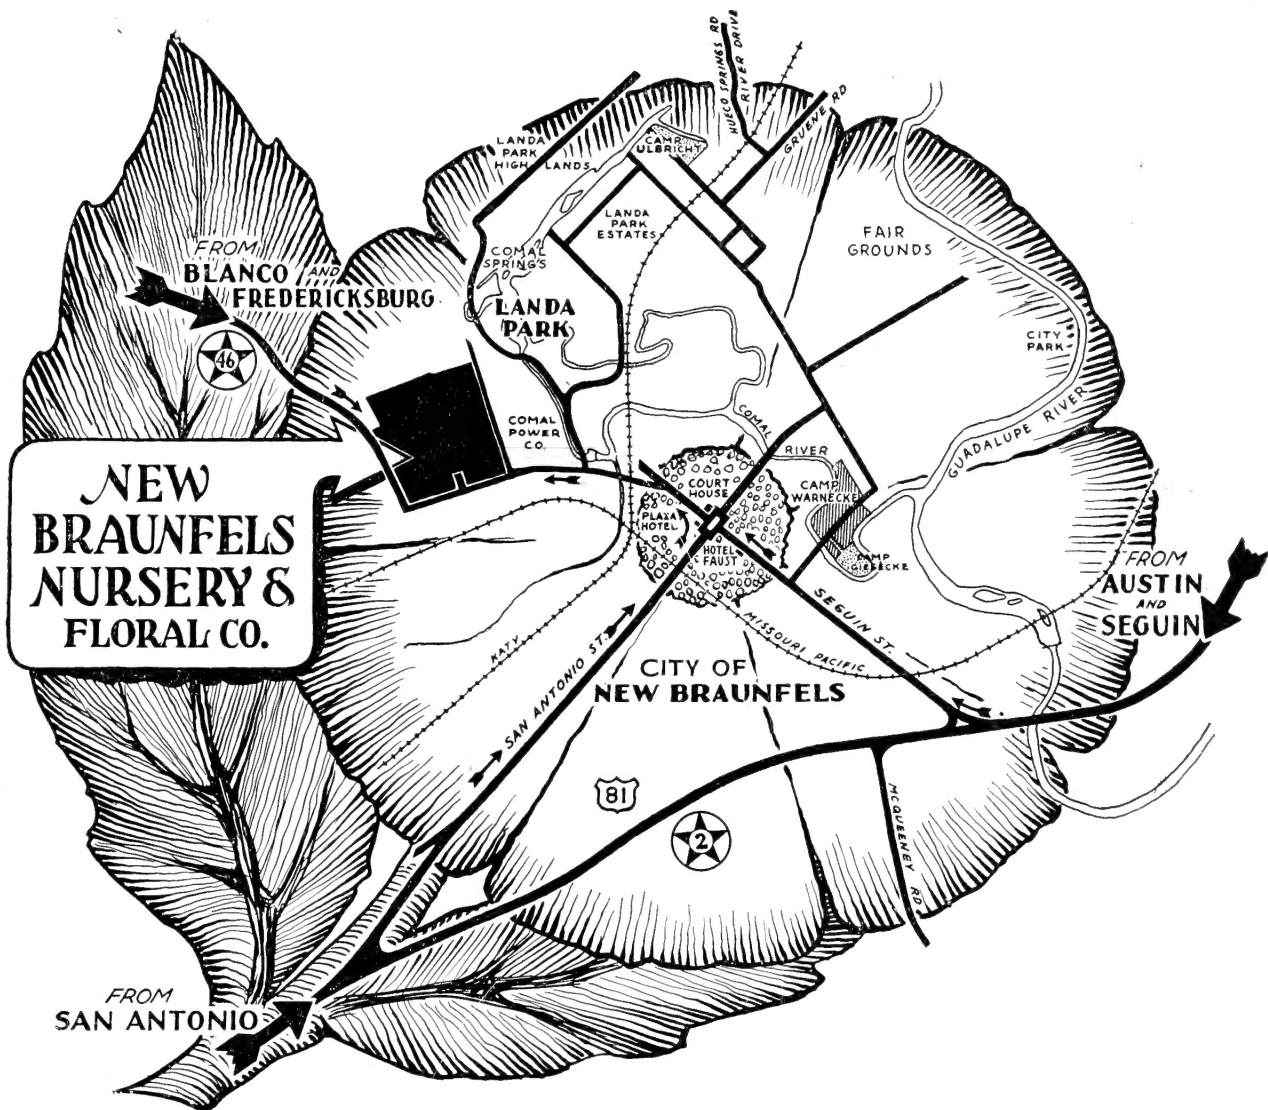 HUECO SPRINGS RD
RIVER DRIVE
GRUENE RD
LANDA
PARK
HIGH LANDS
CAMP
ULBRICHT
LANDA
PARK
ESTATES
FAIR
GROUNDS
COMAL
SPRINGS
FROM
BLANCO AND
FREDERICKSBURG
46
LANDA
PARK
CITY
PARK
GUADALUPE RIVER
COMAL
POWER
CO.
COMAL
RIVER
NEW
BRAUNFELS
NURSERY &
FLORAL CO.
COURT
HOUSE
CAMP
WARNECKE
PLAZA
HOTEL
HOTEL
FAUST
CAMP
GIESECKE
FROM
AUSTIN
AND
SEGUIN
SEGUIN ST.
MISSOURI PACIFIC
KATY
SAN ANTONIO ST.
CITY OF
NEW BRAUNFELS
81
2
MCQUEENEY RD
FROM
SAN ANTONIO